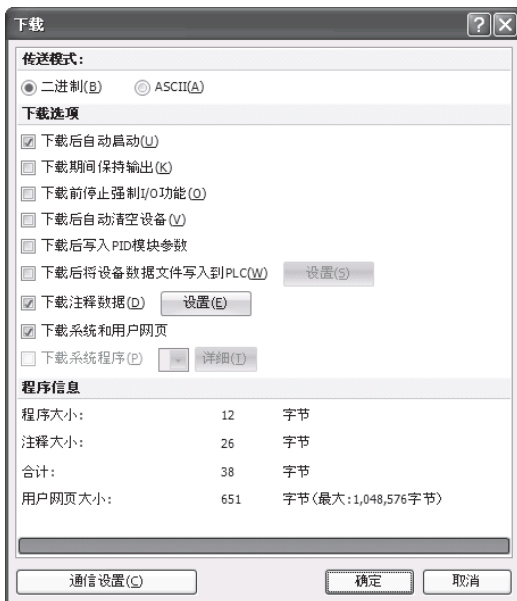 下载
传送模式:
二进制(B) ASCII(A)
下载选项
下载后自动启动(U)
下载期间保持输出(K)
下载前停止强制I/O功能(O)
下载后自动清空设备(V)
下载后写入PID模块参数
下载后将设备数据文件写入到PLC(W) 设置(S)
下载注释数据(D) 设置(E)
下载系统和用户网页
下载系统程序(P) 详细(I)
程序信息
程序大小: 12 字节
注释大小: 26 字节
合计: 38 字节
用户网页大小: 651 字节(最大:1,048,576字节)
通信设置(C) 确定 取消